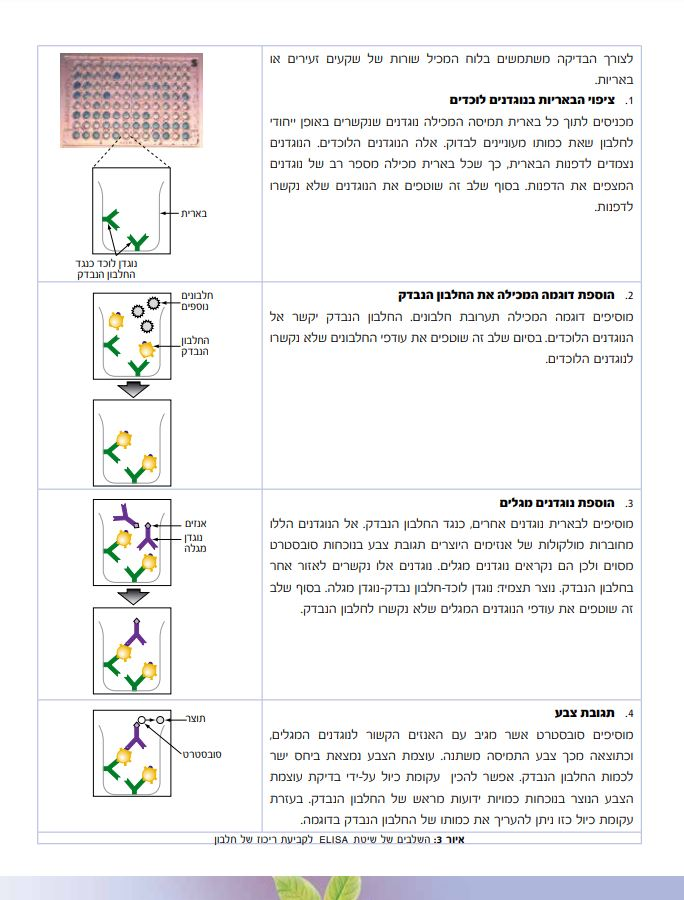 לצורך הבדיקה משתמשים בלוח המכיל שורות של שקעים זעירים או
באריות.
1. ציפוי הבאריות בנוגדנים לוכדים
מכניסים לתוך כל בארית תמיסה המכילה נוגדנים שנקשרים באופן ייחודי
לחלבון שאת כמותו מעוניינים לבדוק. אלה הנוגדנים הלוכדים. הנוגדנים
נצמדים לדפנות הבארית, כך שכל בארית מכילה מספר רב של נוגדנים
המצפים את הדפנות. בסוף שלב זה שוטפים את הנוגדנים שלא נקשרו
לדפנות.
בארית
נוגדן לוכד כנגד
החלבון הנבדק
2. הוספת דוגמה המכילה את החלבון הנבדק
מוסיפים דוגמה המכילה תערובת חלבונים. החלבון הנבדק יקשר אל
הנוגדנים הלוכדים. בסיום שלב זה שוטפים את עודפי החלבונים שלא נקשרו
לנוגדנים הלוכדים.
חלבונים
נוספים
החלבון
הנבדק
3. הוספת נוגדנים מגלים
מוסיפים לבארית נוגדנים אחרים, כנגד החלבון הנבדק. אל הנוגדנים הללו
מחוברות מולקולות של אנזימים היוצרים תגובת צבע בנוכחות סובסטרט
מסוים ולכן הם נקראים נוגדנים מגלים. נוגדנים אלו נקשרים לאזור אחר
בחלבון הנבדק. נוצר תצמיד: נוגדן לוכד-חלבון נבדק-נוגדן מגלה. בסוף שלב
זה שוטפים את עודפי הנוגדנים המגלים שלא נקשרו לחלבון הנבדק.
אנזים
נוגדן
מגלה
4. תגובת צבע
מוסיפים סובסטרט אשר מגיב עם האנזים הקשור לנוגדנים המגלים,
וכתוצאה מכך צבע התמיסה משתנה. עוצמת הצבע נמצאת ביחס ישר
לכמות החלבון הנבדק. אפשר להכין עקומת כיול על-ידי בדיקת עוצמת
הצבע הנוצר בנוכחות כמויות ידועות מראש של החלבון הנבדק. בעזרת
עקומת כיול כזו ניתן להעריך את כמותו של החלבון הנבדק בדוגמה.
תוצר
סובסטרט
איור 3: השלבים של שיטת ELISA לקביעת ריכוז של חלבון